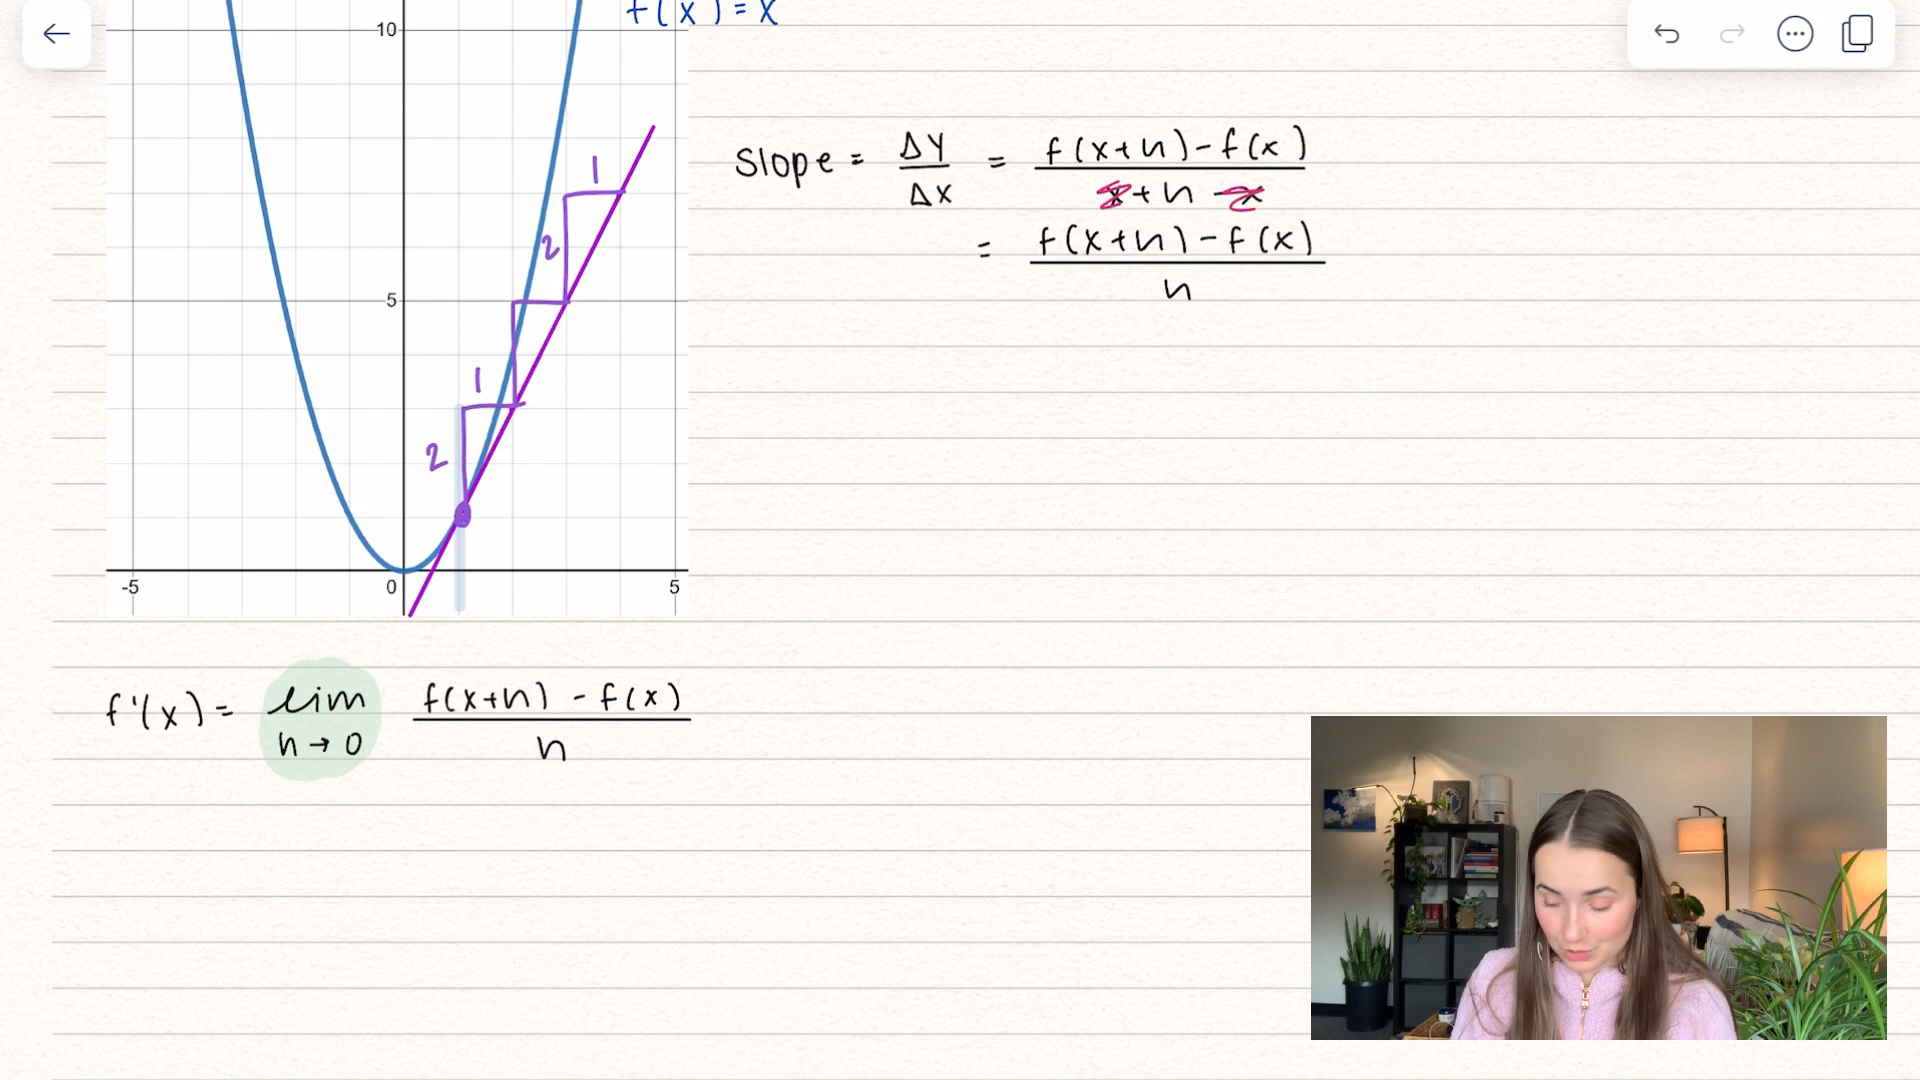 f(x) = x
10
5
-5
0
5
1
2
1
2
Slope = Δy/Δx = f(x+h)-f(x)/x+h-x
= f(x+h)-f(x)/h
f'(x) = lim h→0 f(x+h)-f(x)/h